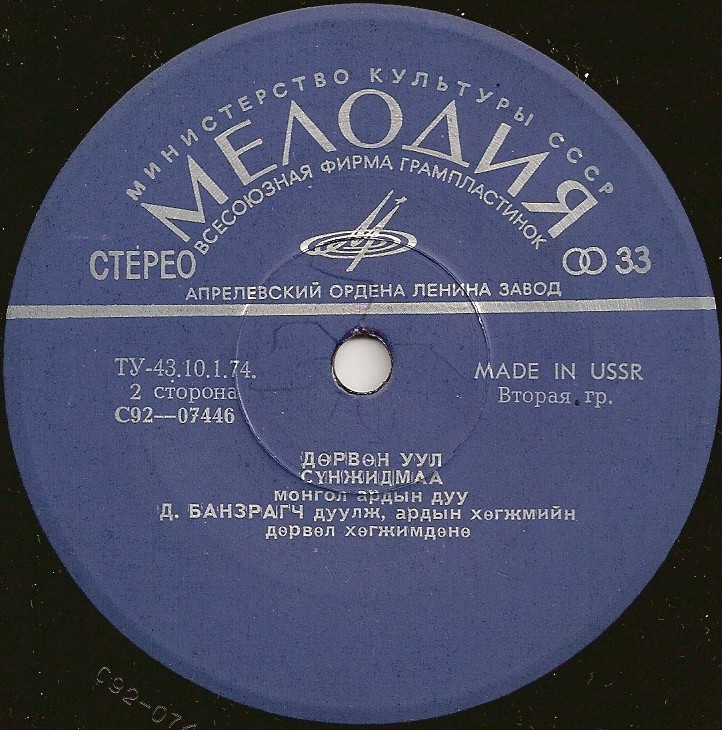 МИНИСТЕРСТВО КУЛЬТУРЫ СССР
МЕЛОДИЯ
ВСЕСОЮЗНАЯ ФИРМА ГРАМПЛАСТИНОК
СТЕРЕО
33
АПРЕЛЕВСКИЙ ОРДЕНА ЛЕНИНА ЗАВОД
ТУ-43.10.1.74.
2 сторона
С92—07446
MADE IN USSR
Вторая гр.
ДӨРВӨН УУЛ
СҮНЖИДМАА
монгол ардын дуу
Д. БАНЗРАГЧ дуулж, ардын хөгжмийн
дөрвөл хөгжимдөнө
С92-074